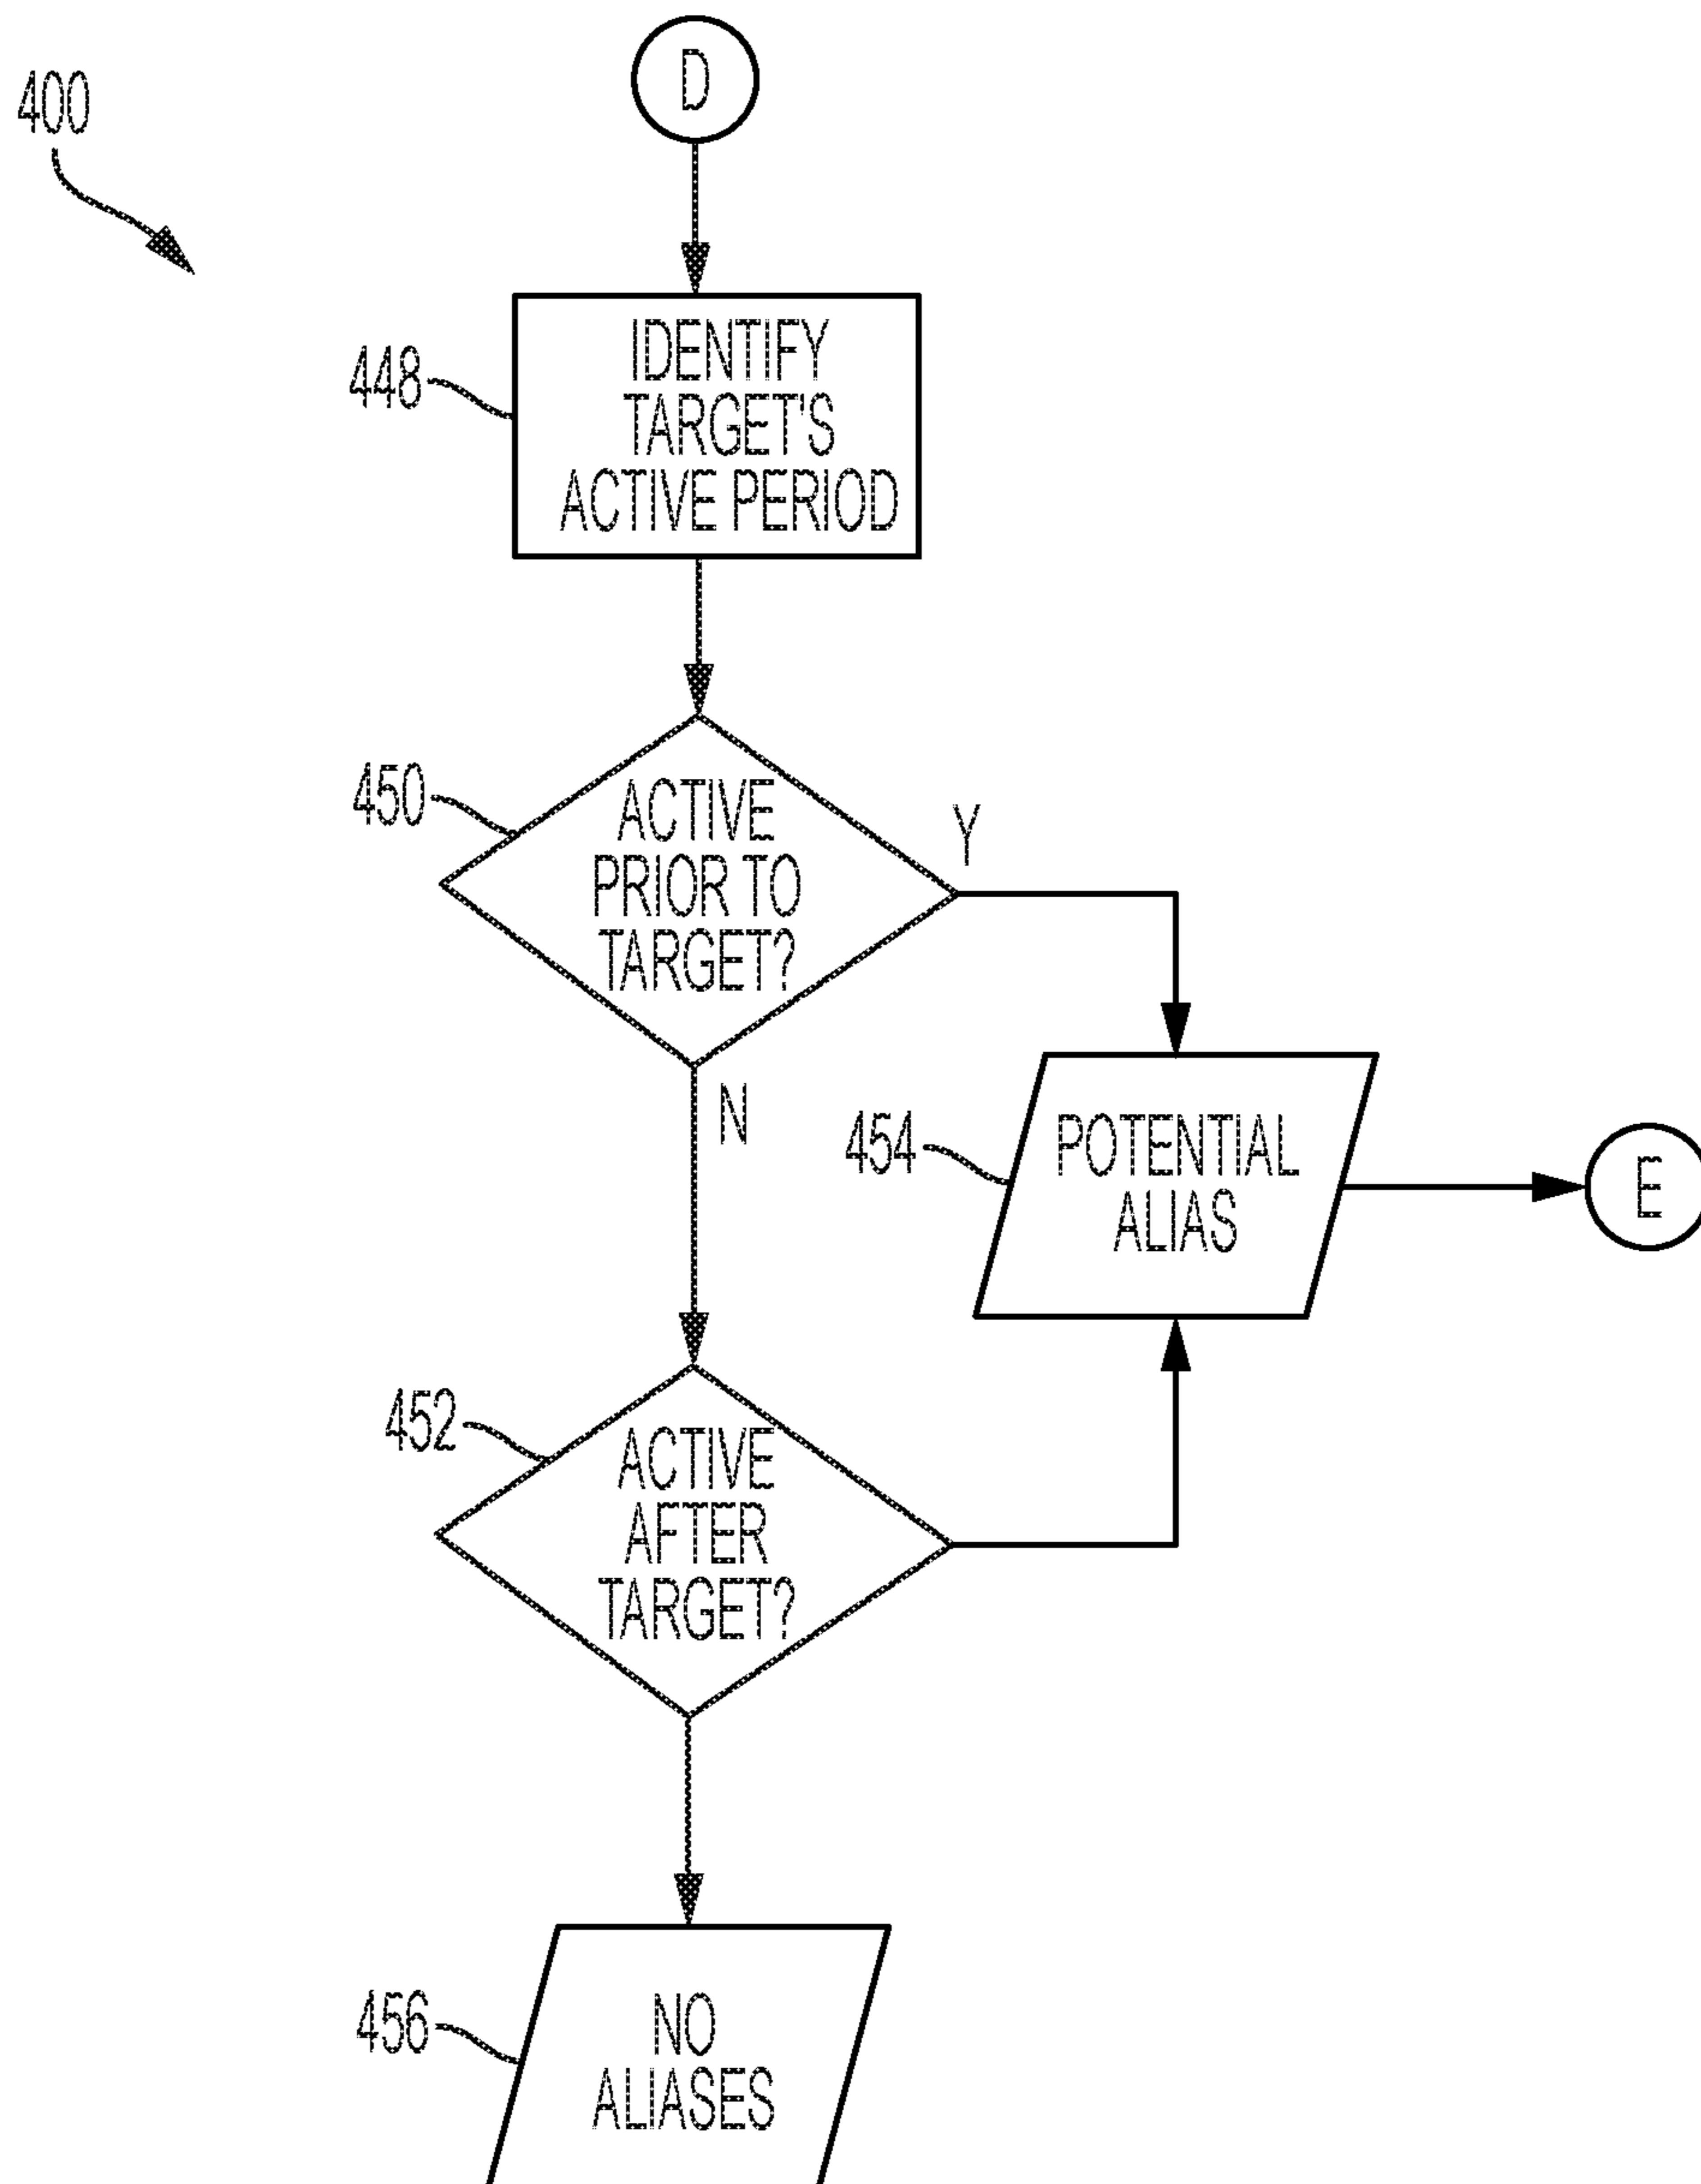 400
D
448
IDENTIFY
TARGET'S
ACTIVE PERIOD
450
ACTIVE
PRIOR TO
TARGET?
Y
N
454
POTENTIAL
ALIAS
E
452
ACTIVE
AFTER
TARGET?
456
NO
ALIASES